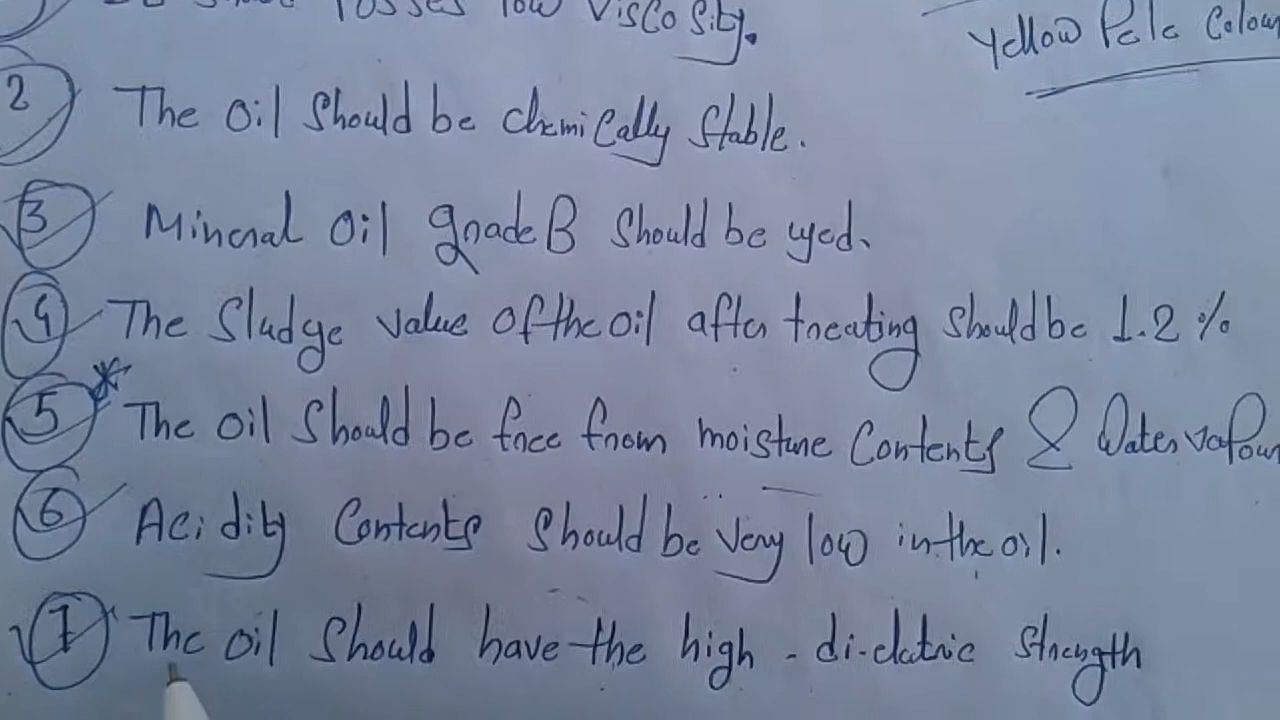 losses low viscosity.
Yellow Pale Colour
2 The oil should be chemically stable.
3 Mineral oil grade B should be used.
4 The Sludge value of the oil after treating should be 1.2 %
5 The oil should be free from moisture Contents & Water vapour
6 Acidity Contents should be very low in the oil.
7 The oil should have the high - di-elctric strength